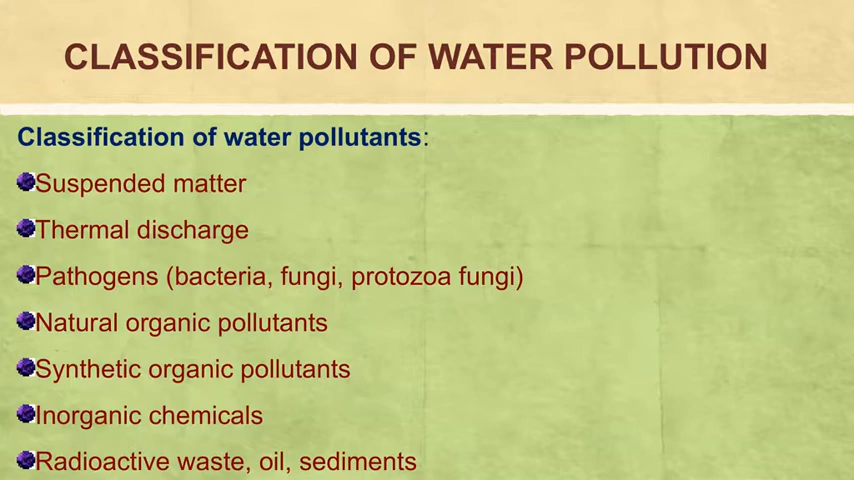 CLASSIFICATION OF WATER POLLUTION
Classification of water pollutants:
Suspended matter
Thermal discharge
Pathogens (bacteria, fungi, protozoa fungi)
Natural organic pollutants
Synthetic organic pollutants
Inorganic chemicals
Radioactive waste, oil, sediments